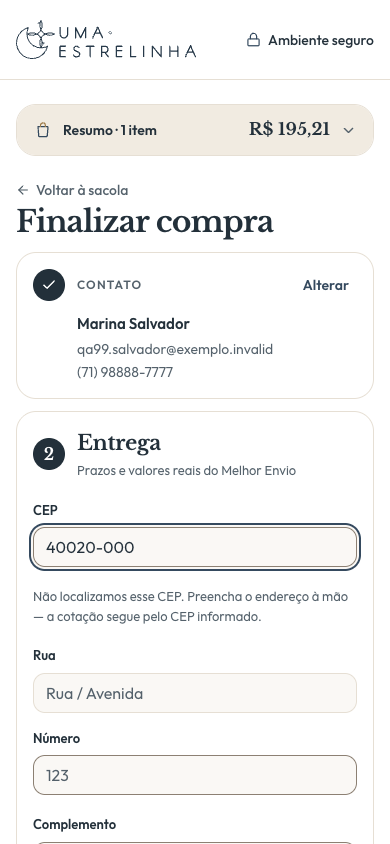 UMA
ESTRELINHA
Ambiente seguro
Resumo · 1 item
R$ 195,21
Voltar à sacola
Finalizar compra
CONTATO
Alterar
Marina Salvador
qa99.salvador@exemplo.invalid
(71) 98888-7777
2
Entrega
Prazos e valores reais do Melhor Envio
CEP
40020-000
Não localizamos esse CEP. Preencha o endereço à mão
— a cotação segue pelo CEP informado.
Rua
Rua / Avenida
Número
123
Complemento